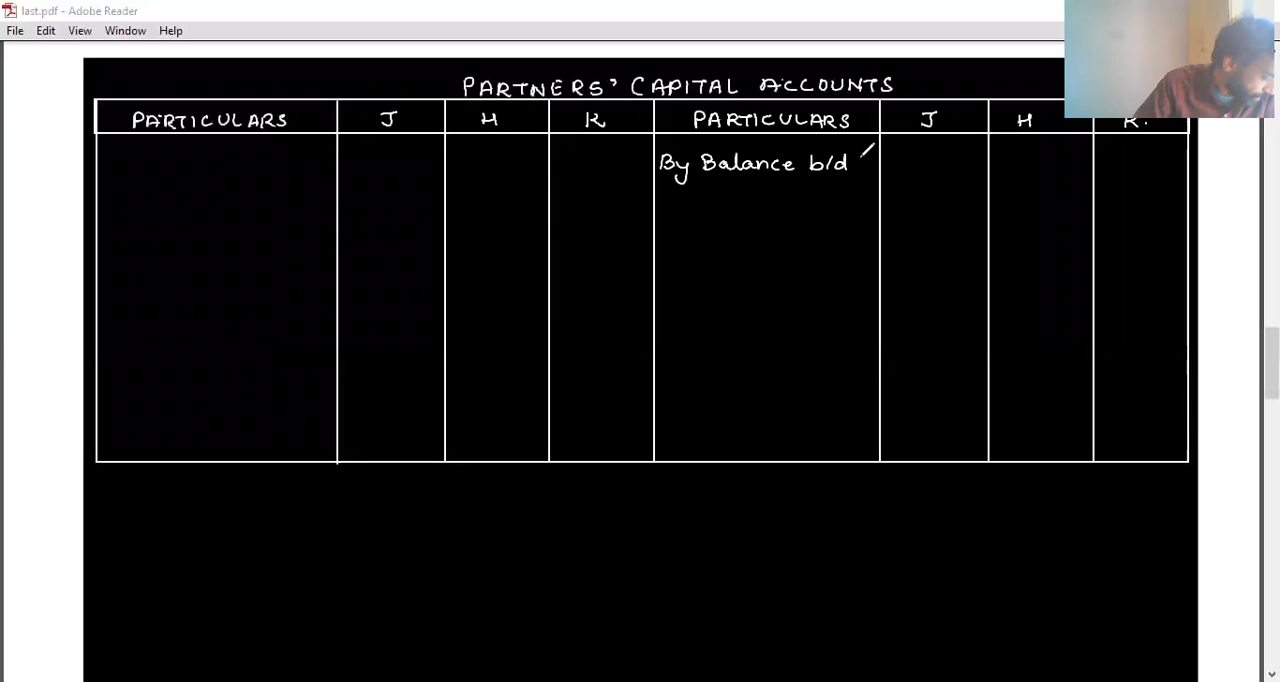 last.pdf - Adobe Reader
File Edit View Window Help
PARTNERS' CAPITAL ACCOUNTS
PARTICULARS J H K PARTICULARS J H K.
By Balance b/d